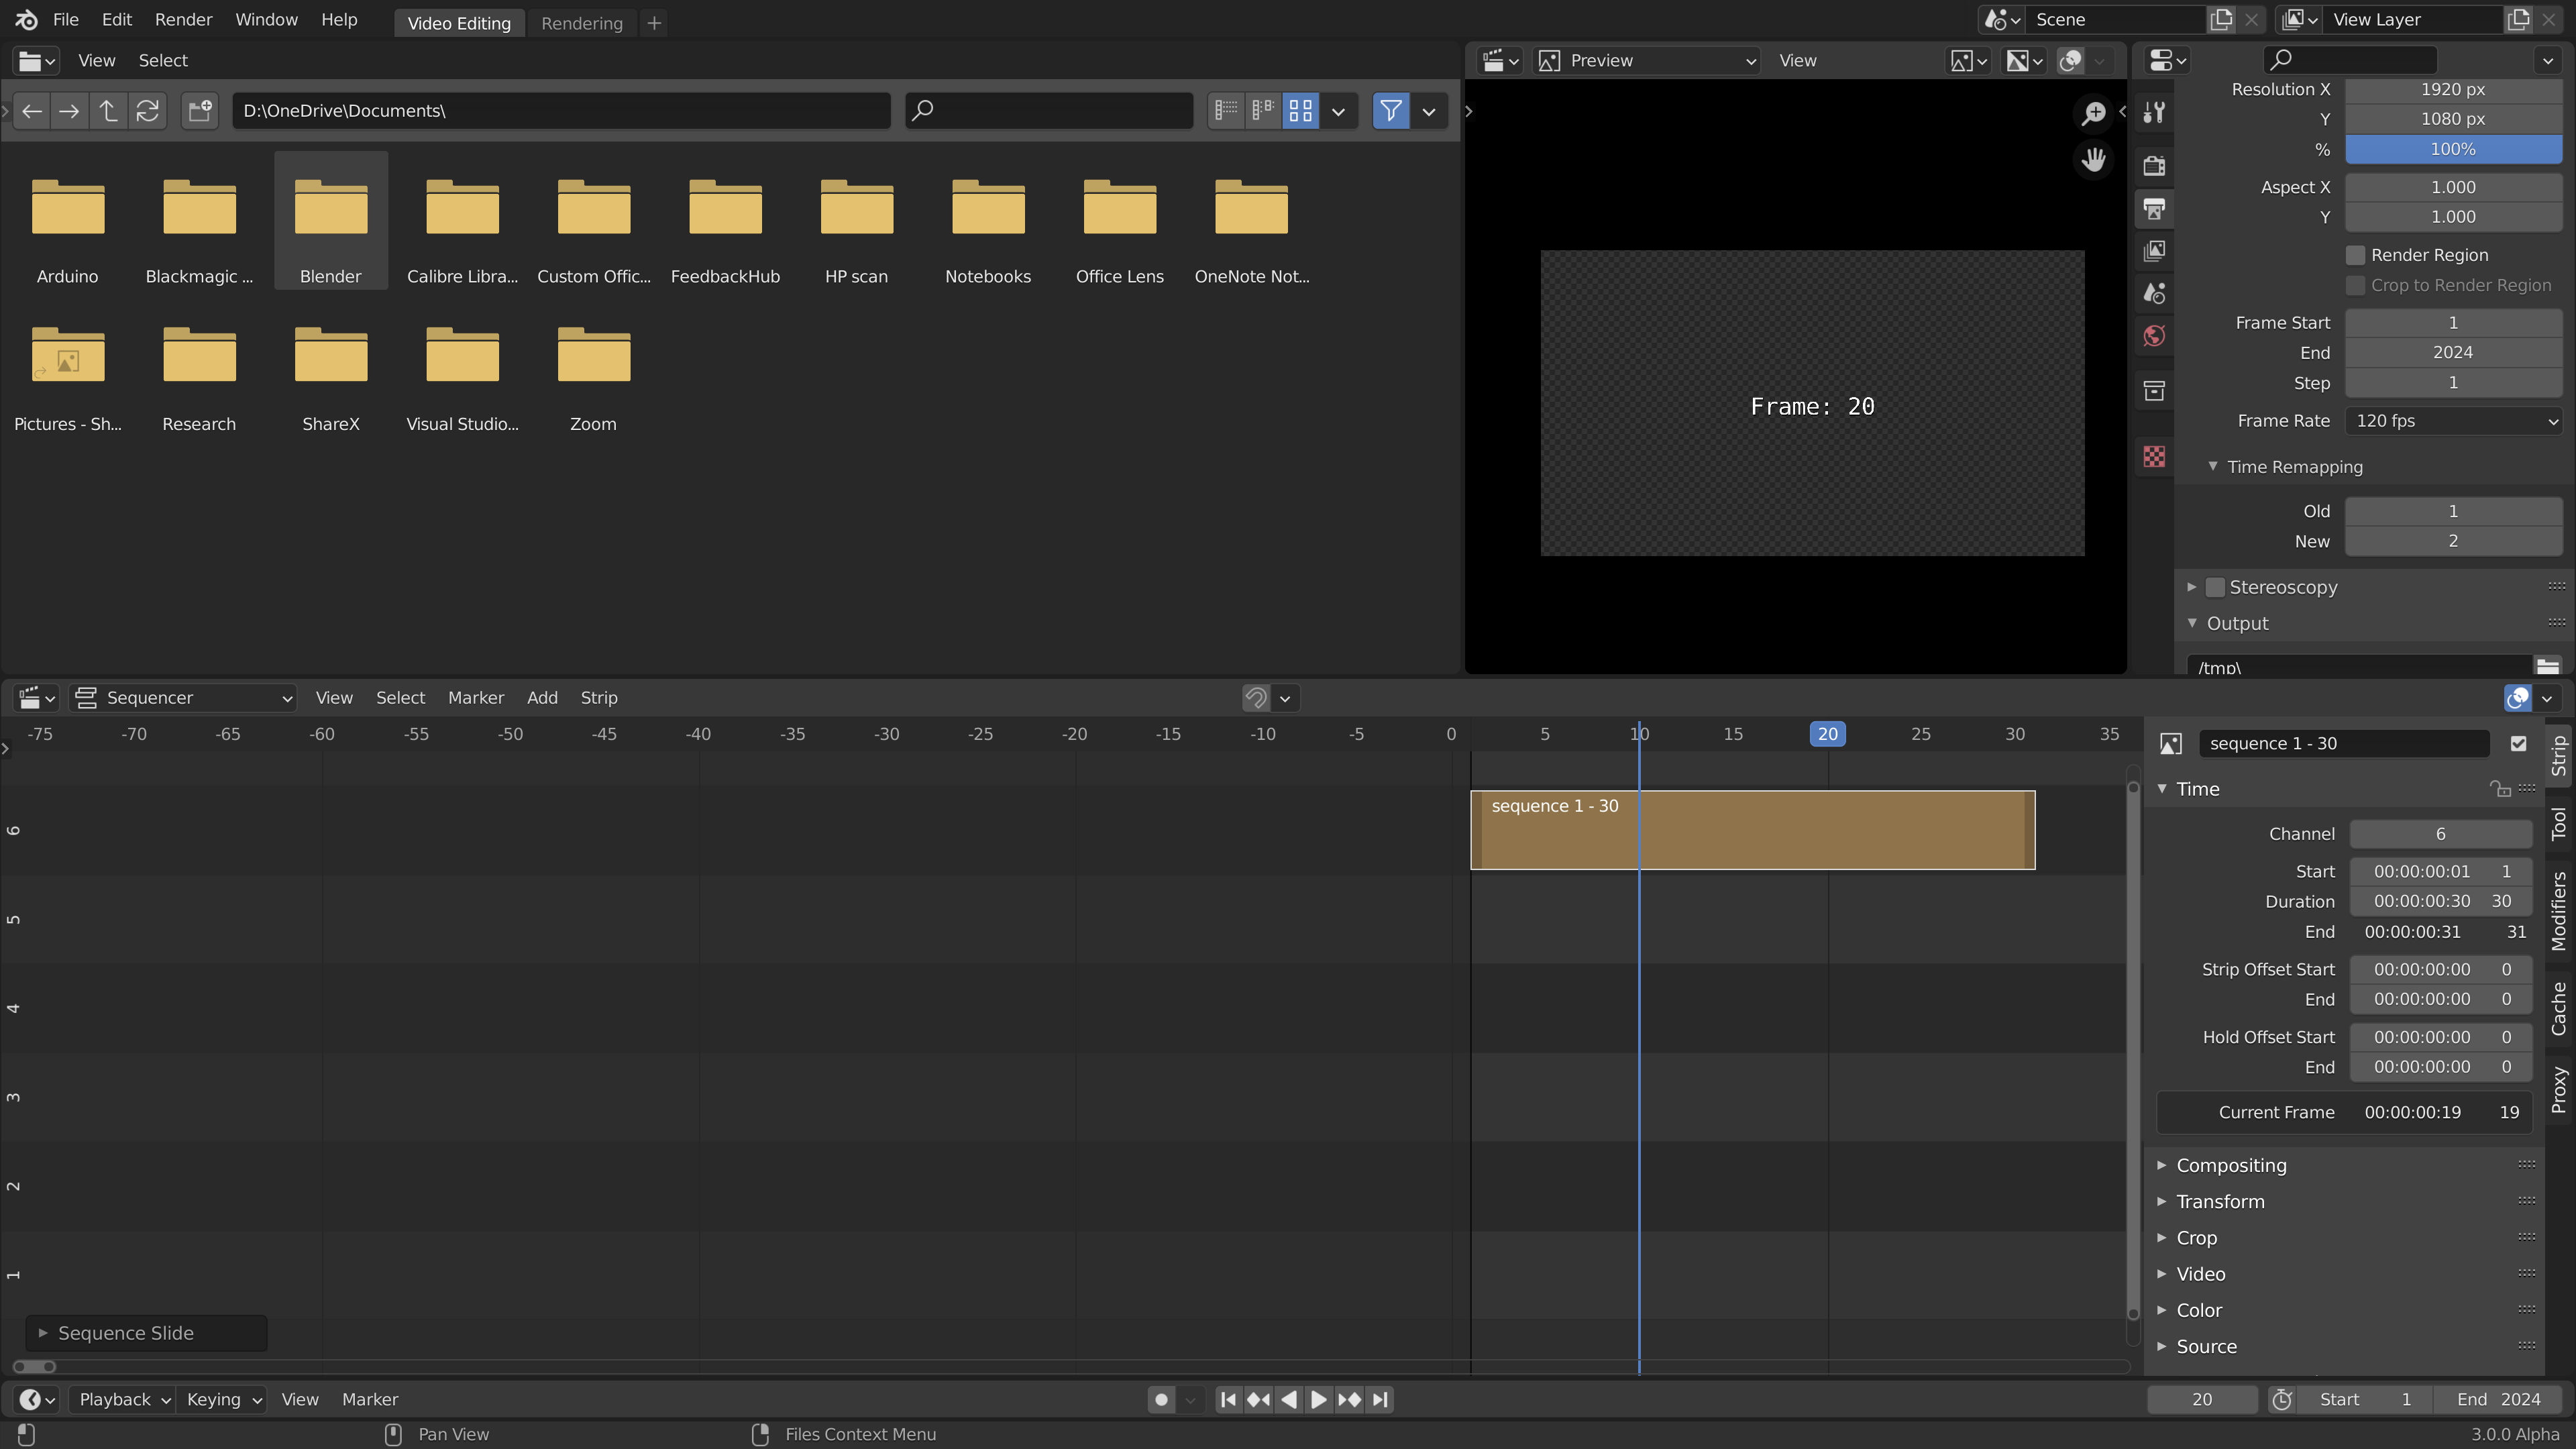 File Edit Render Window Help Video Editing Rendering + Scene View Layer
View Select Preview View
D:\OneDrive\Documents\
Arduino Blackmagic ... Blender Calibre Libra... Custom Offic... FeedbackHub HP scan Notebooks Office Lens OneNote Not...
Pictures - Sh... Research ShareX Visual Studio... Zoom
Frame: 20
Resolution X 1920 px
Y 1080 px
% 100%
Aspect X 1.000
Y 1.000
Render Region
Crop to Render Region
Frame Start 1
End 2024
Step 1
Frame Rate 120 fps
Time Remapping
Old 1
New 2
Stereoscopy
Output
/tmp\
Sequencer View Select Marker Add Strip
-75 -70 -65 -60 -55 -50 -45 -40 -35 -30 -25 -20 -15 -10 -5 0 5 10 15 20 25 30 35
sequence 1 - 30
6
5
4
3
2
1
Sequence Slide
sequence 1 - 30
Time
Channel 6
Start 00:00:00:01 1
Duration 00:00:00:30 30
End 00:00:00:31 31
Strip Offset Start 00:00:00:00 0
End 00:00:00:00 0
Hold Offset Start 00:00:00:00 0
End 00:00:00:00 0
Current Frame 00:00:00:19 19
Compositing
Transform
Crop
Video
Color
Source
Strip
Tool
Modifiers
Cache
Proxy
Playback Keying View Marker 20 Start 1 End 2024
Pan View Files Context Menu 3.0.0 Alpha